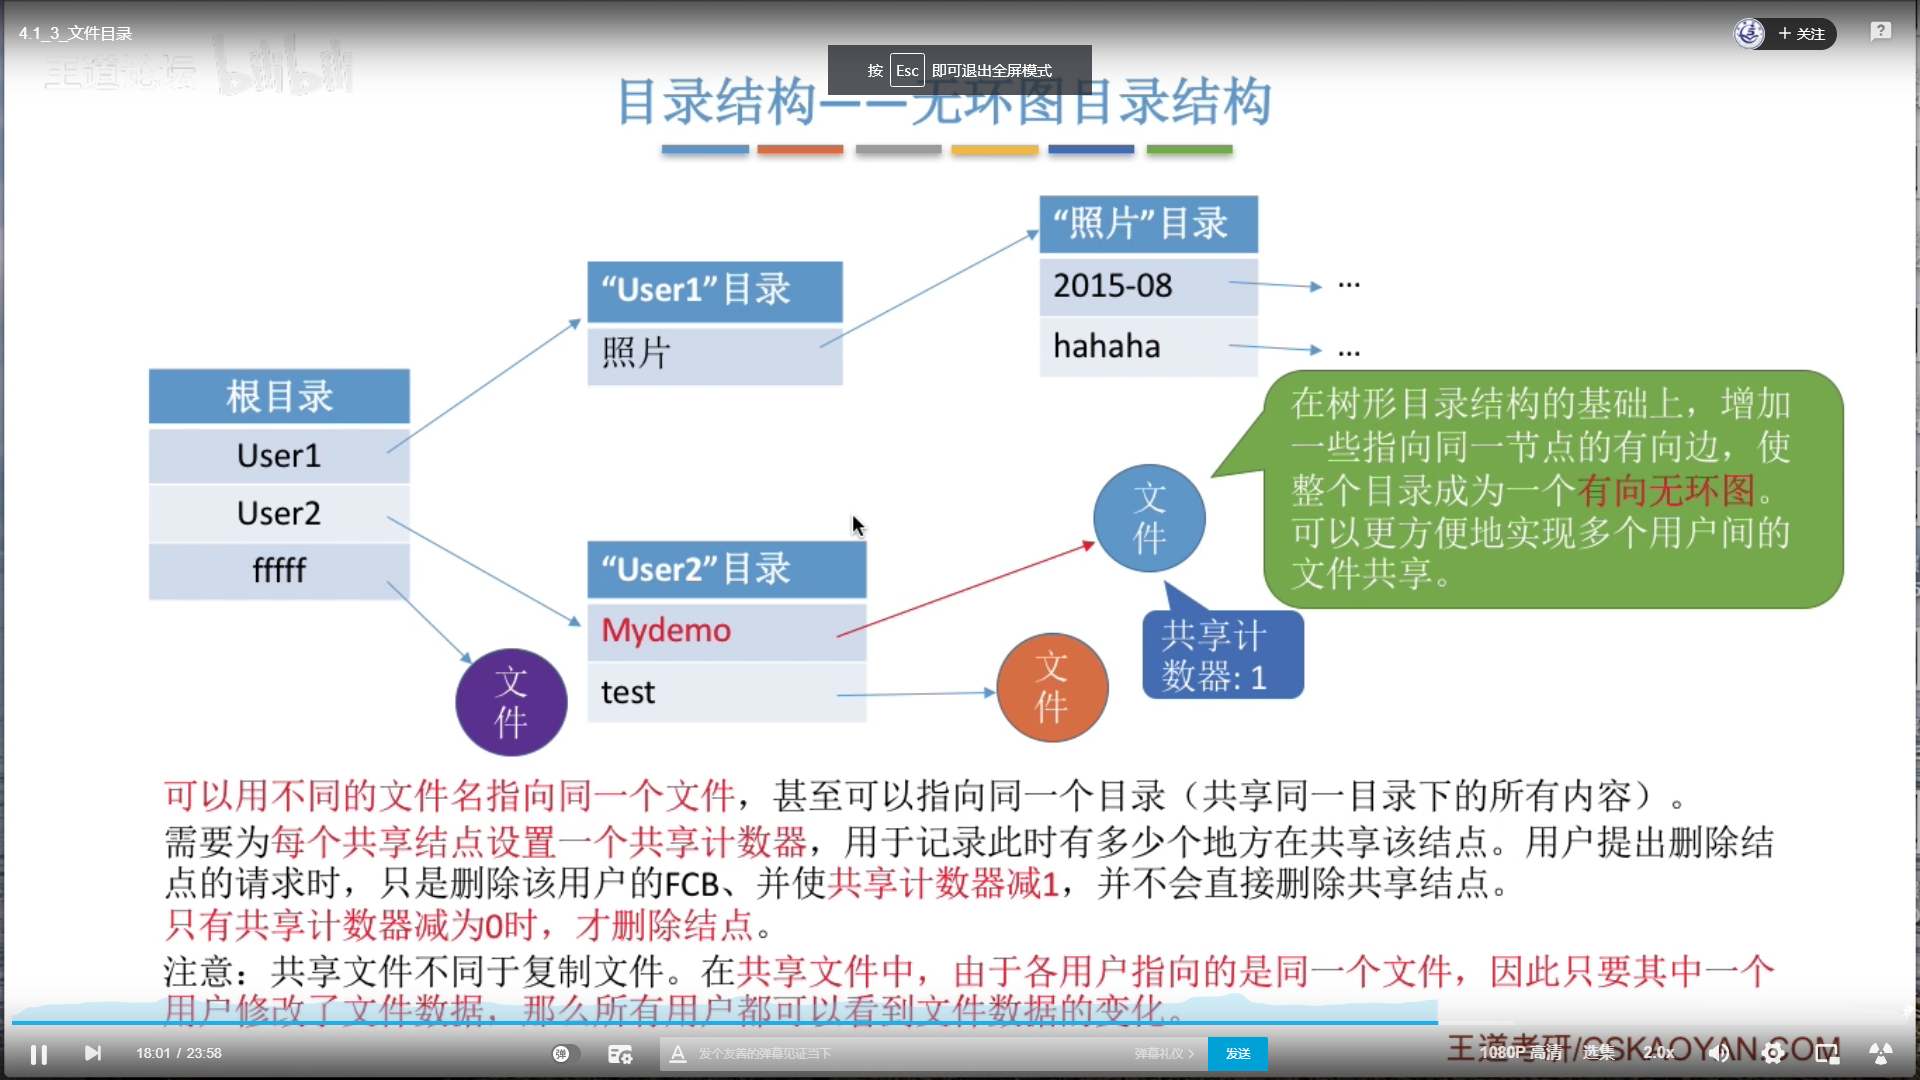 4.1_3_文件目录
+ 关注
王道论坛 bilibili
按 Esc 即可退出全屏模式
目录结构——无环图目录结构
“照片”目录
2015-08
...
hahaha
...
“User1”目录
照片
根目录
User1
User2
fffff
文件
“User2”目录
Mydemo
test
文件
文件
共享计
数器: 1
在树形目录结构的基础上，增加
一些指向同一节点的有向边，使
整个目录成为一个有向无环图。
可以更方便地实现多个用户间的
文件共享。
可以用不同的文件名指向同一个文件，甚至可以指向同一个目录（共享同一目录下的所有内容）。
需要为每个共享结点设置一个共享计数器，用于记录此时有多少个地方在共享该结点。用户提出删除结
点的请求时，只是删除该用户的FCB、并使共享计数器减1，并不会直接删除共享结点。
只有共享计数器减为0时，才删除结点。
注意：共享文件不同于复制文件。在共享文件中，由于各用户指向的是同一个文件，因此只要其中一个
用户修改了文件数据，那么所有用户都可以看到文件数据的变化。
王道考研/CSKAOYAN.COM
18:01 / 23:58
弹
发个友善的弹幕见证当下
弹幕礼仪 >
发送
1080P 高清
选集
2.0x